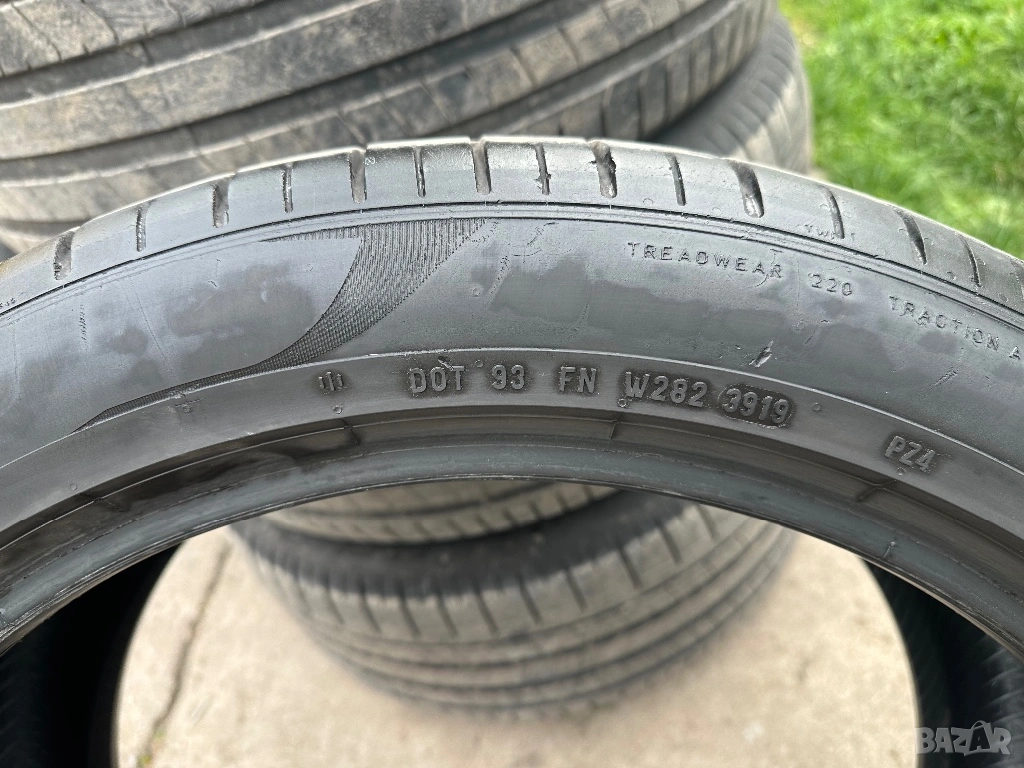 TWI
TREADWEAR 220 TRACTION A
DOT 93 FN W282 3919
PZ4
BAZAR